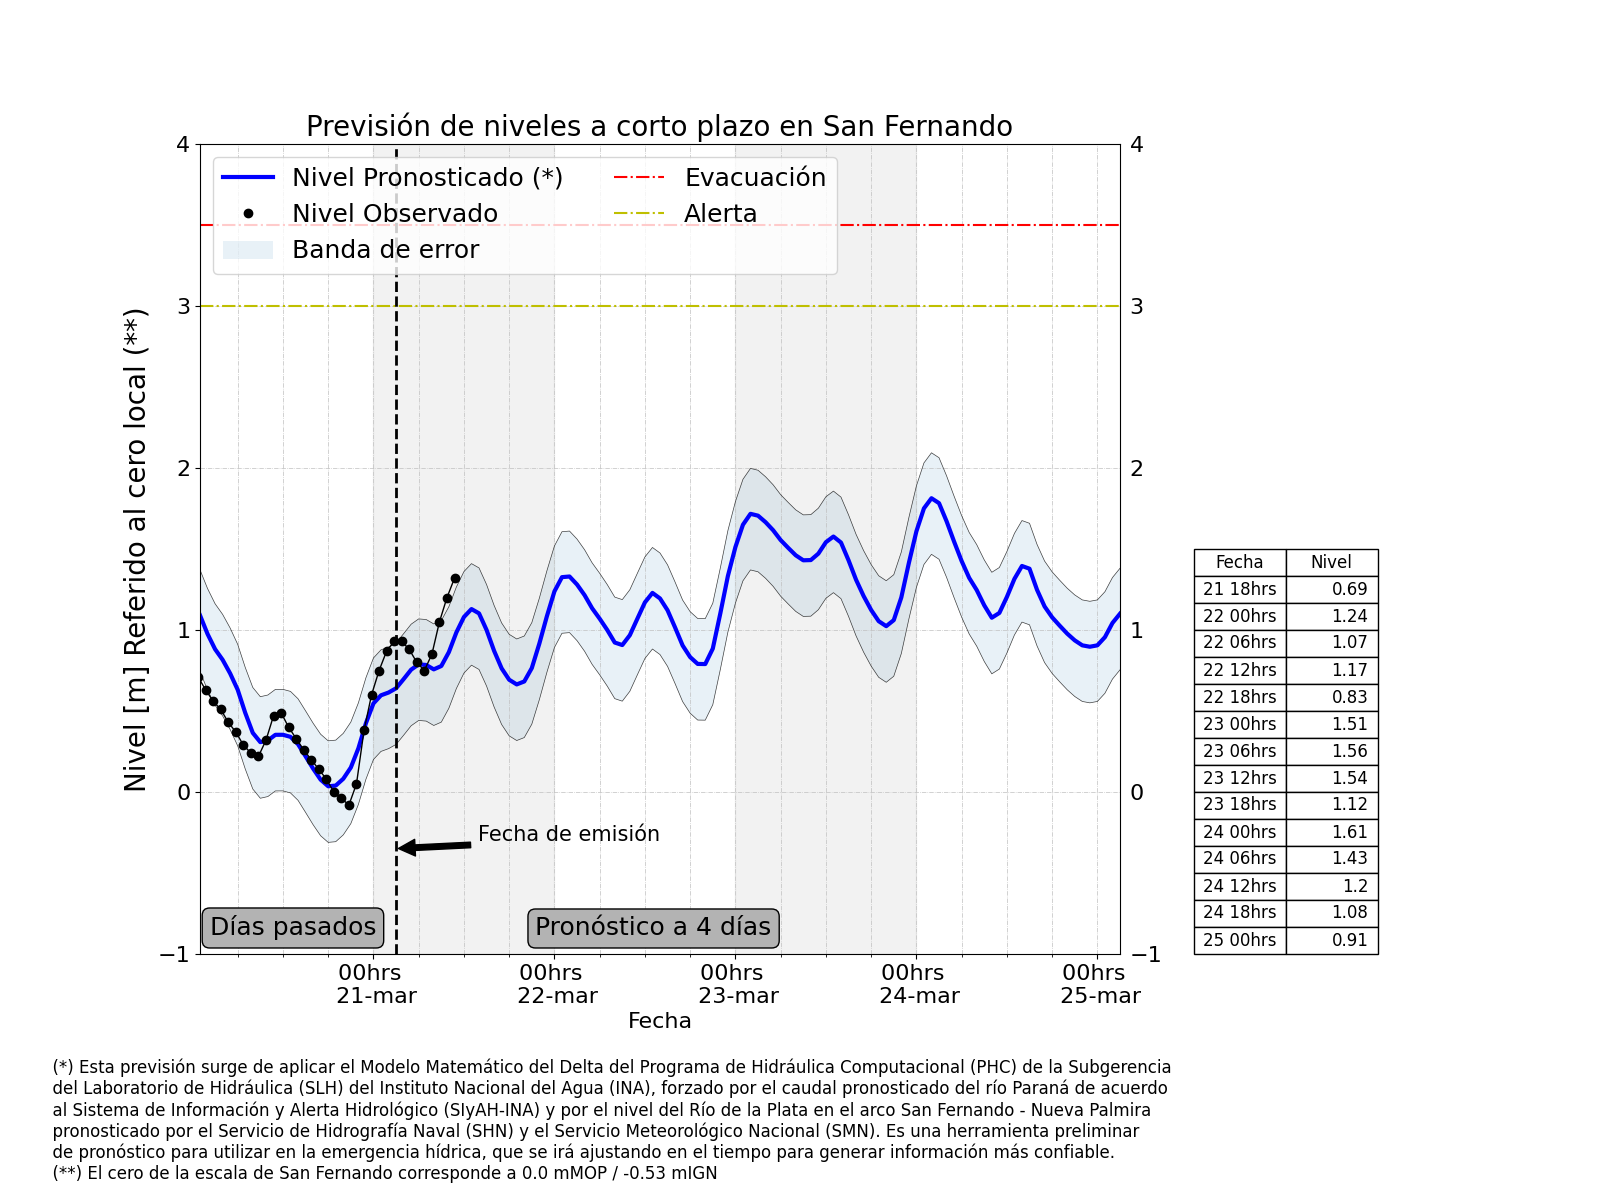 Previsión de niveles a corto plazo en San Fernando
Nivel Pronosticado (*)
Nivel Observado
Banda de error
Evacuación
Alerta
Nivel [m] Referido al cero local (**)
4
3
2
1
0
−1
4
3
2
1
0
−1
Fecha de emisión
Días pasados
Pronóstico a 4 días
00hrs
21-mar
00hrs
22-mar
00hrs
23-mar
00hrs
24-mar
00hrs
25-mar
Fecha
Fecha Nivel
21 18hrs 0.69
22 00hrs 1.24
22 06hrs 1.07
22 12hrs 1.17
22 18hrs 0.83
23 00hrs 1.51
23 06hrs 1.56
23 12hrs 1.54
23 18hrs 1.12
24 00hrs 1.61
24 06hrs 1.43
24 12hrs 1.2
24 18hrs 1.08
25 00hrs 0.91
(*) Esta previsión surge de aplicar el Modelo Matemático del Delta del Programa de Hidráulica Computacional (PHC) de la Subgerencia
del Laboratorio de Hidráulica (SLH) del Instituto Nacional del Agua (INA), forzado por el caudal pronosticado del río Paraná de acuerdo
al Sistema de Información y Alerta Hidrológico (SIyAH-INA) y por el nivel del Río de la Plata en el arco San Fernando - Nueva Palmira
pronosticado por el Servicio de Hidrografía Naval (SHN) y el Servicio Meteorológico Nacional (SMN). Es una herramienta preliminar
de pronóstico para utilizar en la emergencia hídrica, que se irá ajustando en el tiempo para generar información más confiable.
(**) El cero de la escala de San Fernando corresponde a 0.0 mMOP / -0.53 mIGN